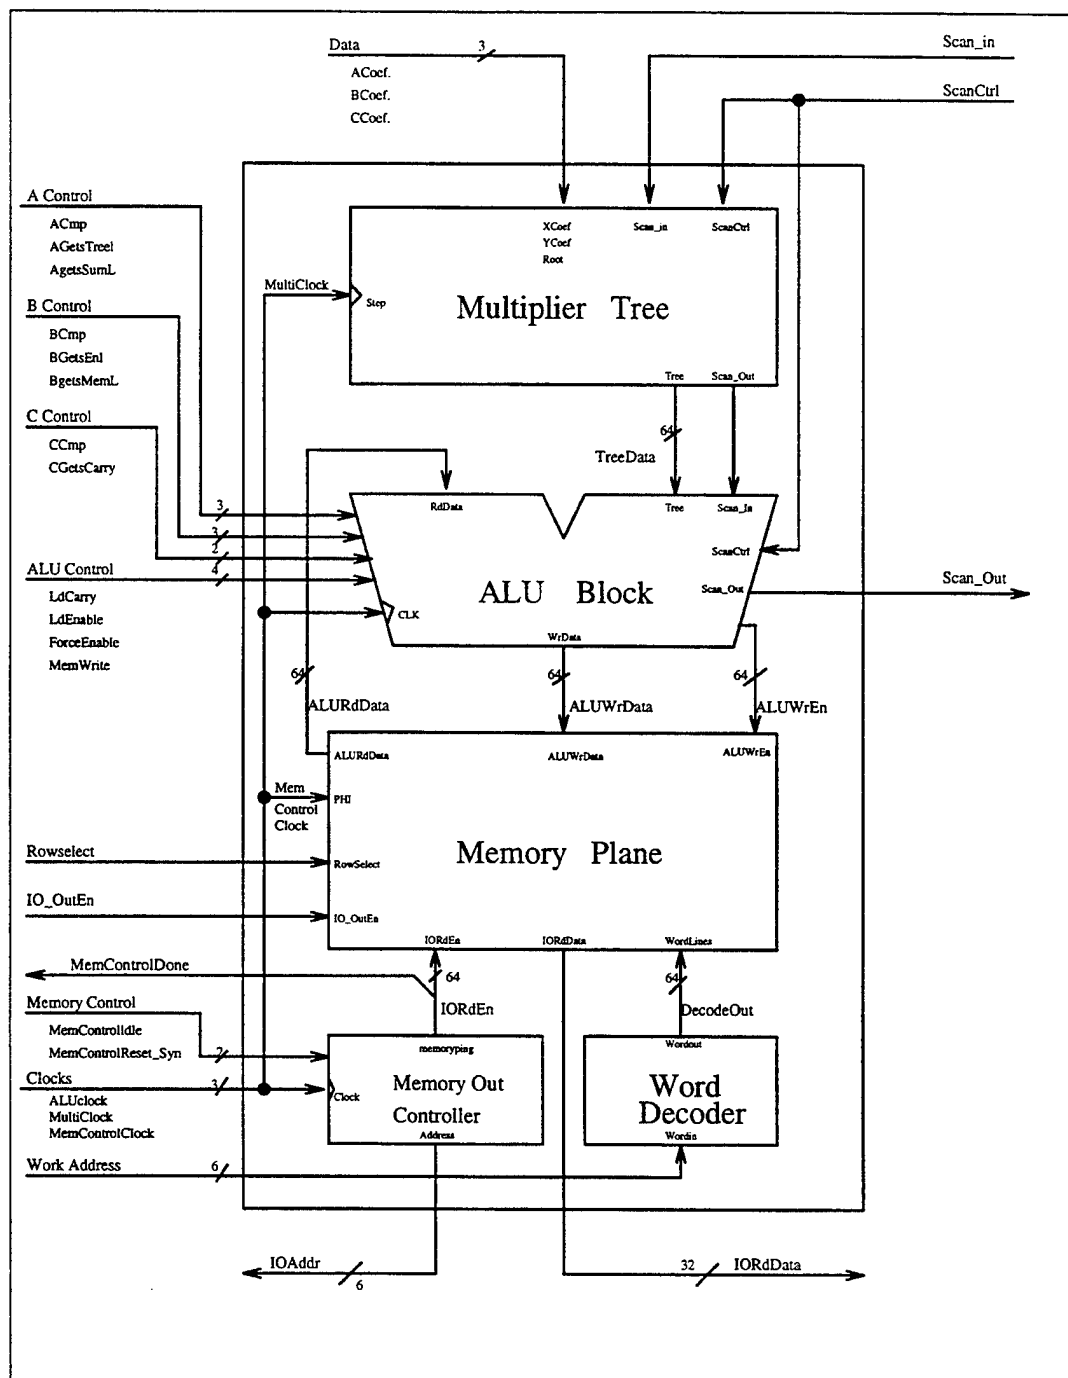 Data 3
Scan_in
ACoef.
BCoef.
CCoef.
ScanCtrl
A Control
ACmp
AGetsTreel
AgetsSumL
XCoef Scan_in ScanCtrl
YCoef
Root
MultiClock
Step
Multiplier Tree
B Control
BCmp
BGetsEnl
BgetsMemL
Tree Scan_Out
C Control
CCmp
CGetsCarry
64
TreeData
RdData Tree Scan_In
3
3
2
ScanCtrl
ALU Control 4
LdCarry
LdEnable
ForceEnable
MemWrite
CLK
ALU Block
Scan_Out
Scan_Out
WrData
64 64 64
ALURdData ALUWrData ALUWrEn
ALURdData ALUWrData ALUWrEn
Mem
Control
Clock
PHI
Memory Plane
Rowselect
RowSelect
IO_OutEn
IO_OutEn
IORdEn IORdData WordLines
MemControlDone
64 64
IORdEn DecodeOut
Memory Control
MemControlIdle
MemControlReset_Syn 2
memoryping
Wordout
Clocks 3
ALUclock
MultiClock
MemControlClock
Clock
Memory Out
Controller
Address
Word
Decoder
Wordin
Work Address 6
IOAddr
6
32 IORdData